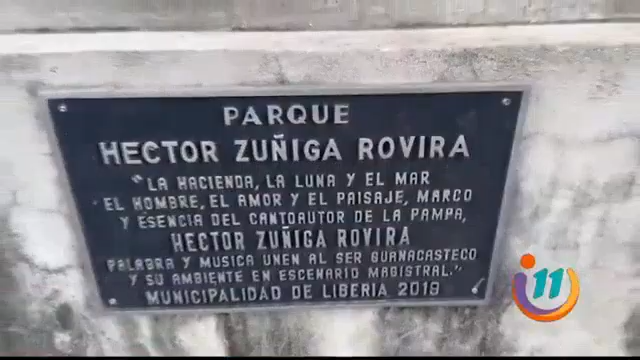 PARQUE
HECTOR ZUÑIGA ROVIRA
"LA HACIENDA, LA LUNA Y EL MAR
EL HOMBRE, EL AMOR Y EL PAISAJE, MARCO
Y ESENCIA DEL CANTOAUTOR DE LA PAMPA,
HECTOR ZUÑIGA ROVIRA
PALABRA Y MUSICA UNEN AL SER GUANACASTECO
Y SU AMBIENTE EN ESCENARIO MAGISTRAL."
MUNICIPALIDAD DE LIBERIA 2019
11